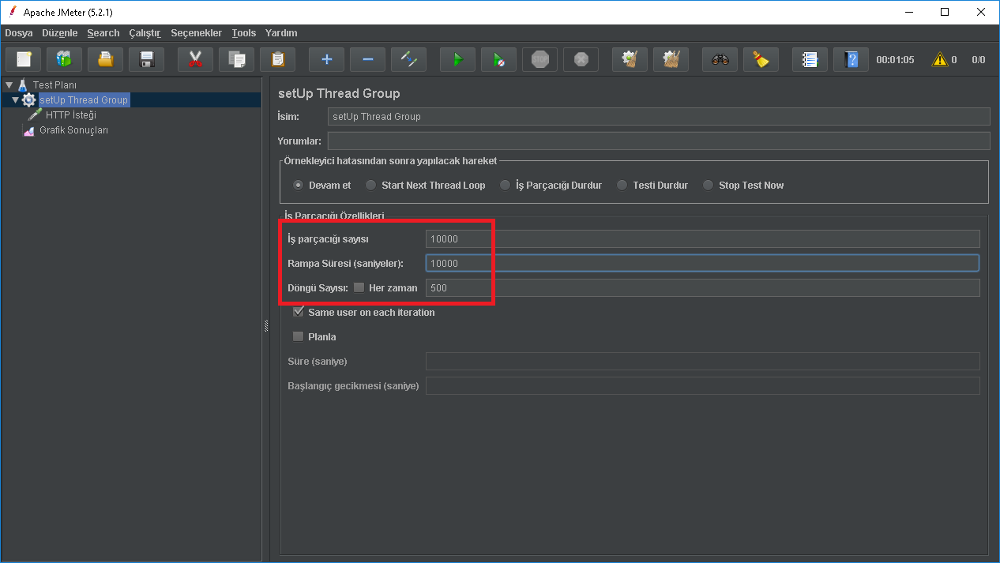 Apache JMeter (5.2.1)
Dosya Düzenle Search Çalıştır Seçenekler Tools Yardım
STOP 00:01:05 0 0/0
Test Planı
setUp Thread Group
HTTP İsteği
Grafik Sonuçları
setUp Thread Group
İsim: setUp Thread Group
Yorumlar:
Örnekleyici hatasından sonra yapılacak hareket
Devam et Start Next Thread Loop İş Parçacığı Durdur Testi Durdur Stop Test Now
İş Parçacığı Özellikleri
İş parçacığı sayısı 10000
Rampa Süresi (saniyeler): 10000
Döngü Sayısı: Her zaman 500
Same user on each iteration
Planla
Süre (saniye)
Başlangıç gecikmesi (saniye)